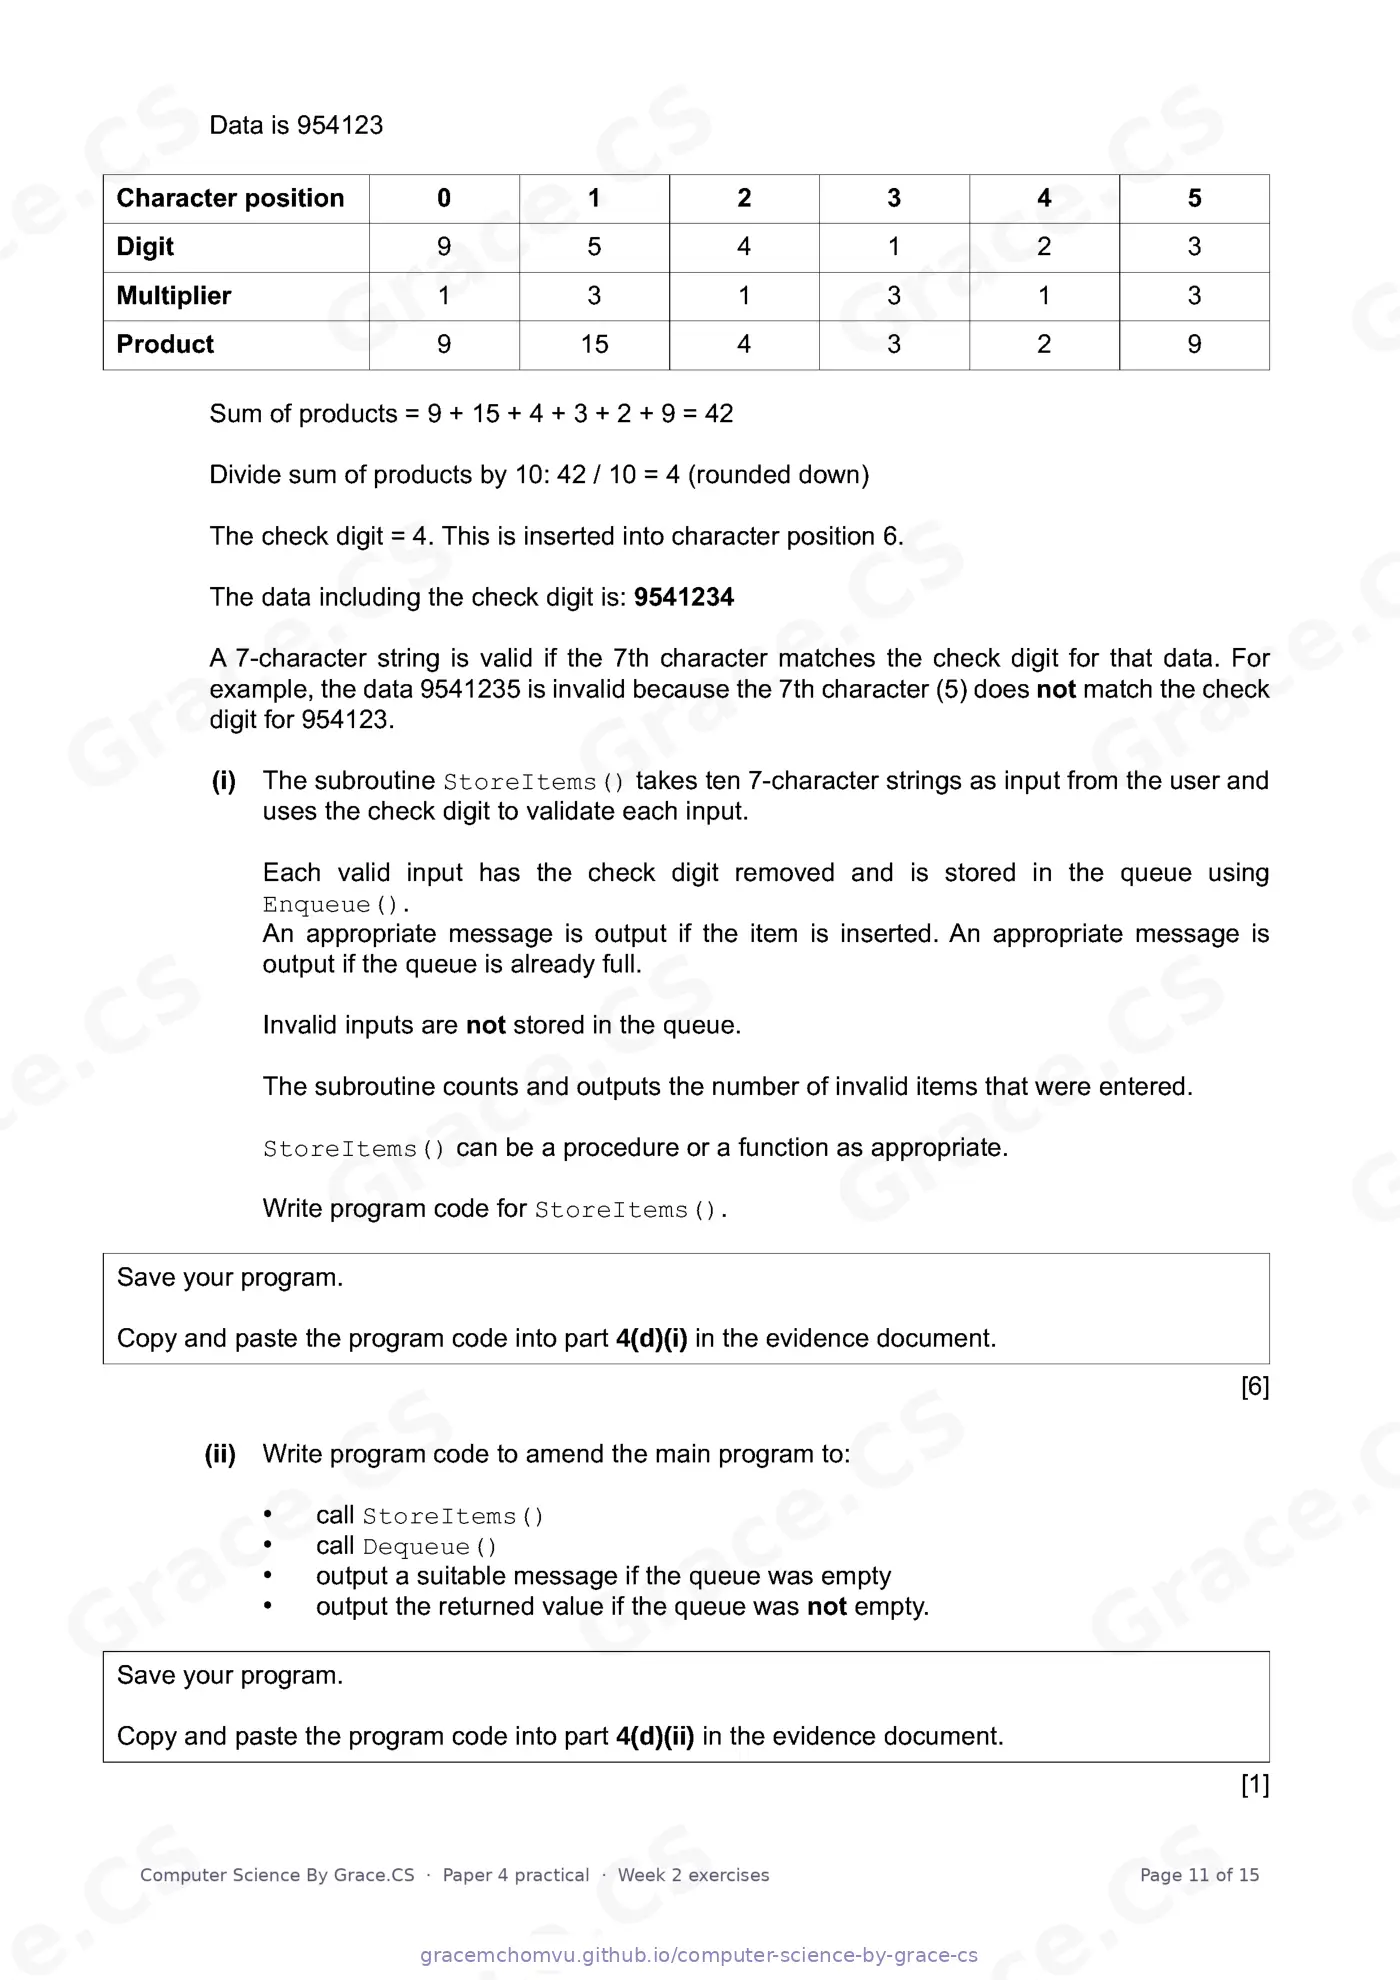 Data is 954123
Character position 0 1 2 3 4 5
Digit 9 5 4 1 2 3
Multiplier 1 3 1 3 1 3
Product 9 15 4 3 2 9
Sum of products = 9 + 15 + 4 + 3 + 2 + 9 = 42
Divide sum of products by 10: 42 / 10 = 4 (rounded down)
The check digit = 4. This is inserted into character position 6.
The data including the check digit is: 9541234
A 7-character string is valid if the 7th character matches the check digit for that data. For
example, the data 9541235 is invalid because the 7th character (5) does not match the check
digit for 954123.
(i) The subroutine StoreItems() takes ten 7-character strings as input from the user and
uses the check digit to validate each input.
Each valid input has the check digit removed and is stored in the queue using
Enqueue().
An appropriate message is output if the item is inserted. An appropriate message is
output if the queue is already full.
Invalid inputs are not stored in the queue.
The subroutine counts and outputs the number of invalid items that were entered.
StoreItems() can be a procedure or a function as appropriate.
Write program code for StoreItems().
Save your program.
Copy and paste the program code into part 4(d)(i) in the evidence document.
[6]
(ii) Write program code to amend the main program to:
• call StoreItems()
• call Dequeue()
• output a suitable message if the queue was empty
• output the returned value if the queue was not empty.
Save your program.
Copy and paste the program code into part 4(d)(ii) in the evidence document.
[1]
Computer Science By Grace.CS · Paper 4 practical · Week 2 exercises Page 11 of 15
gracemchomvu.github.io/computer-science-by-grace-cs